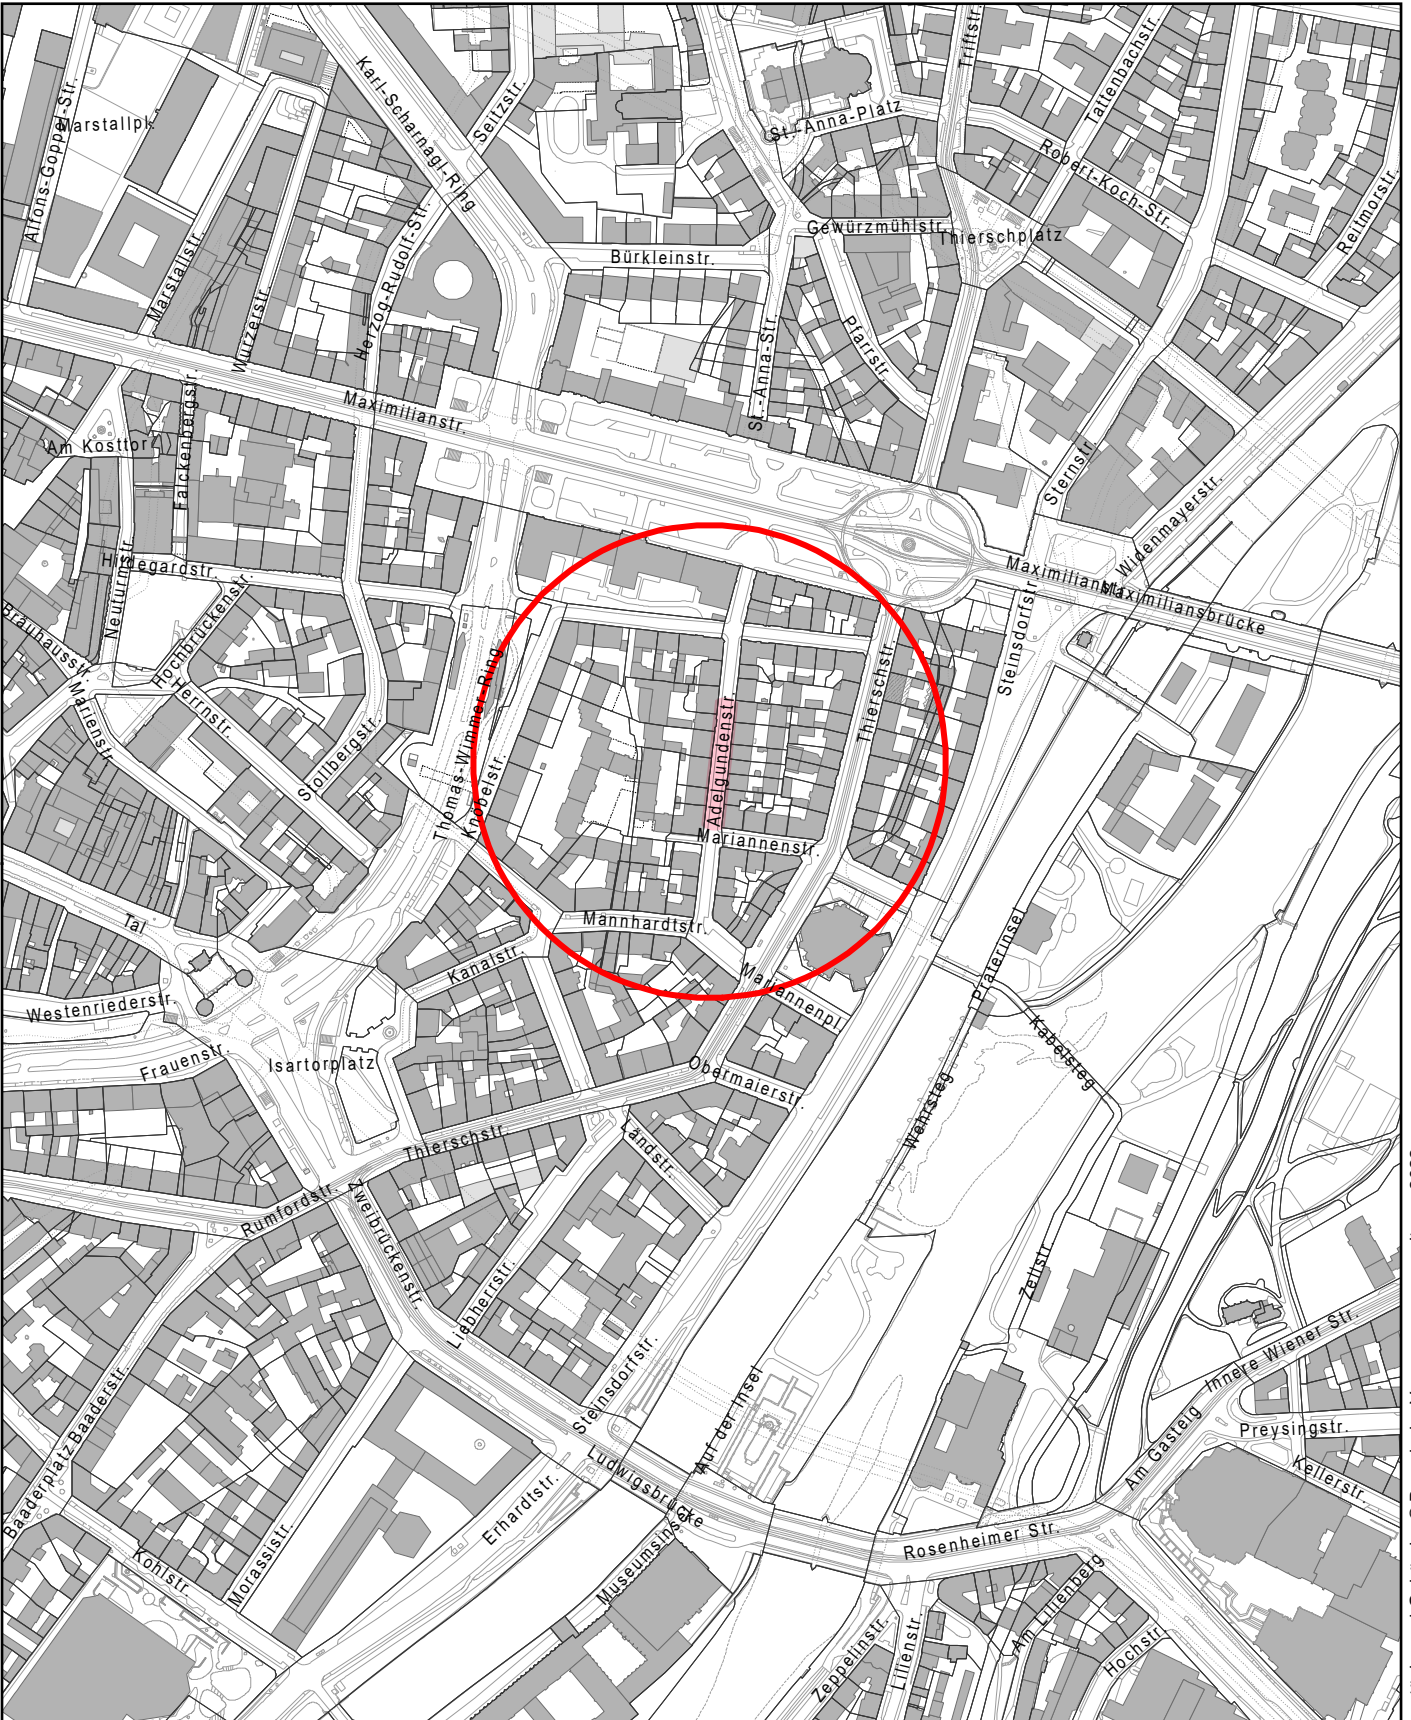 Triftstr.
Tattenbachstr.
Karl-Scharnagl-Ring
Seitzstr.
St.-Anna-Platz
Marstallpl.
Alfons-Goppel-Str.
Robert-Koch-Str.
Reitmorstr.
Gewürzmühlstr.
Thierschplatz
Bürkleinstr.
Herzog-Rudolf-Str.
Marstallstr.
Wurzerstr.
Pfarrstr.
St.-Anna-Str.
Maximilianstr.
Falckenbergstr.
Am Kosttor
Sternstr.
Widenmayerstr.
Hildegardstr.
Neuturmstr.
Hochbrückenstr.
Maximilianstr.
Maximiliansbrücke
Bräuhausstr.
Steinsdorfstr.
Thierschstr.
Thomas-Wimmer-Ring
Herrnstr.
Marienstr.
Stollbergstr.
Adelgundenstr.
Knöbelstr.
Mariannenstr.
Mannhardtstr.
Tal
Kanalstr.
Mariannenpl.
Praterinsel
Westenriederstr.
Frauenstr.
Isartorplatz
Kabelsteg
Obermaierstr.
Wehrsteg
Thierschstr.
Ländstr.
Rumfordstr.
Zweibrückenstr.
Zellstr.
Liebherrstr.
Innere Wiener Str.
Steinsdorfstr.
Auf der Insel
Baaderstr.
Preysingstr.
Am Gasteig
Kellerstr.
Ludwigsbrücke
Baaderplatz
Erhardtstr.
Rosenheimer Str.
Museumsinsel
Kohlstr.
Morassistr.
Am Lilienberg
Zeppelinstr.
Lilienstr.
Hochstr.